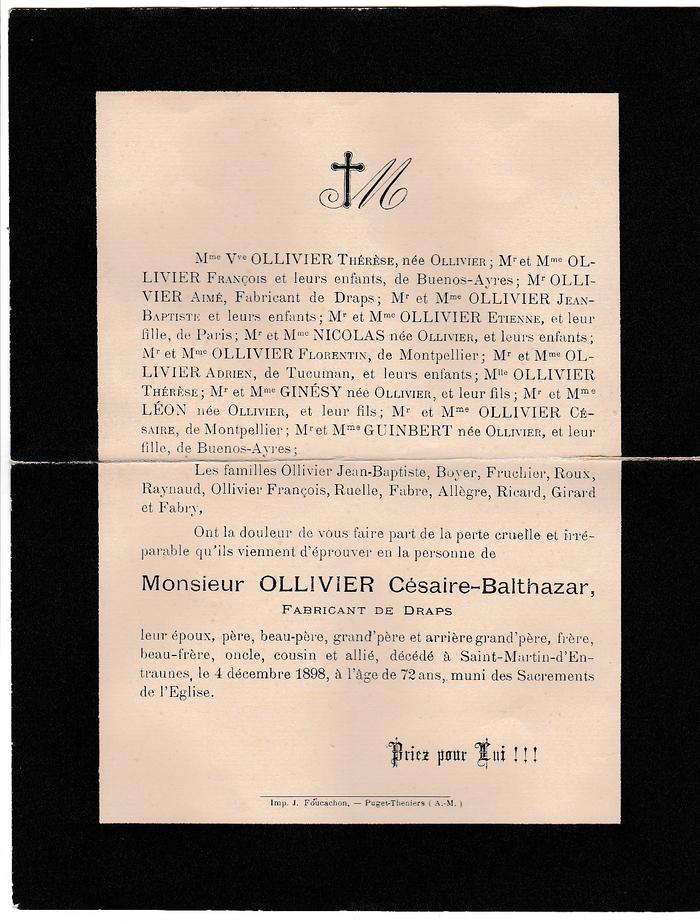 M
Mme Vve OLLIVIER THÉRÈSE, née OLLIVIER ; Mr et Mme OL-
LIVIER FRANÇOIS et leurs enfants, de Buenos-Ayres ; Mr OLLI-
VIER AIMÉ, Fabricant de Draps ; Mr et Mme OLLIVIER JEAN-
BAPTISTE et leurs enfants ; Mr et Mme OLLIVIER ETIENNE, et leur
fille, de Paris ; Mr et Mme NICOLAS née OLLIVIER, et leurs enfants ;
Mr et Mme OLLIVIER FLORENTIN, de Montpellier ; Mr et Mme OL-
LIVIER ADRIEN, de Tucuman, et leurs enfants ; Mlle OLLIVIER
THÉRÈSE ; Mr et Mme GINÉSY née OLLIVIER, et leur fils ; Mr et Mme
LÉON née OLLIVIER, et leur fils ; Mr et Mme OLLIVIER CÉ-
SAIRE, de Montpellier ; Mr et Mme GUINBERT née OLLIVIER, et leur
fille, de Buenos-Ayres ;
Les familles Ollivier Jean-Baptiste, Boyer, Fruchier, Roux,
Raynaud, Ollivier François, Ruelle, Fabre, Allègre, Ricard, Girard
et Fabry,
Ont la douleur de vous faire part de la perte cruelle et irré-
parable qu'ils viennent d'éprouver en la personne de
Monsieur OLLIVIER Césaire-Balthazar,
FABRICANT DE DRAPS
leur époux, père, beau-père, grand'père et arrière grand'père, frère,
beau-frère, oncle, cousin et allié, décédé à Saint-Martin-d'En-
traunes, le 4 décembre 1898, à l'âge de 72 ans, muni des Sacrements
de l'Eglise.
Priez pour Lui !!!
Imp. J. Foucachon. — Puget-Theniers ( A.-M. )